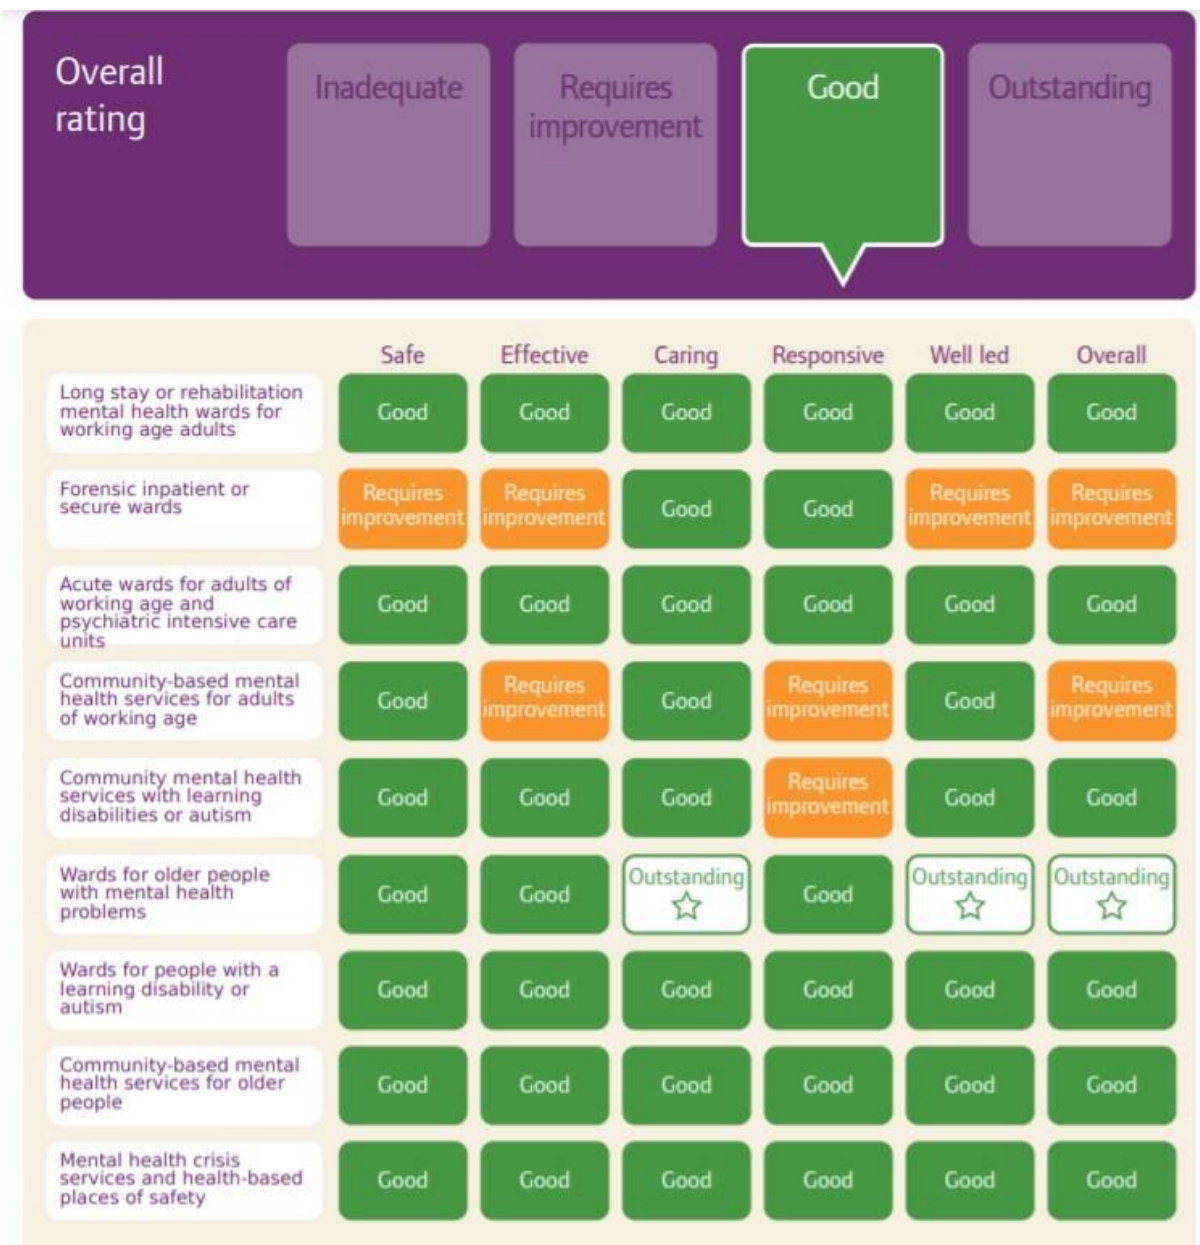 Overall
rating
Inadequate
Requires
improvement
Good
Outstanding
Safe Effective Caring Responsive Well led Overall
Long stay or rehabilitation
mental health wards for
working age adults
Good Good Good Good Good Good
Forensic inpatient or
secure wards
Requires
improvement
Requires
improvement
Good
Good
Requires
improvement
Requires
improvement
Acute wards for adults of
working age and
psychiatric intensive care
units
Good Good Good Good Good Good
Community-based mental
health services for adults
of working age
Good
Requires
improvement
Good
Requires
improvement
Good
Requires
improvement
Community mental health
services with learning
disabilities or autism
Good
Good
Good
Requires
improvement
Good
Good
Wards for older people
with mental health
problems
Good
Good
Outstanding
Good
Outstanding
Outstanding
Wards for people with a
learning disability or
autism
Good Good Good Good Good Good
Community-based mental
health services for older
people
Good Good Good Good Good Good
Mental health crisis
services and health-based
places of safety
Good Good Good Good Good Good